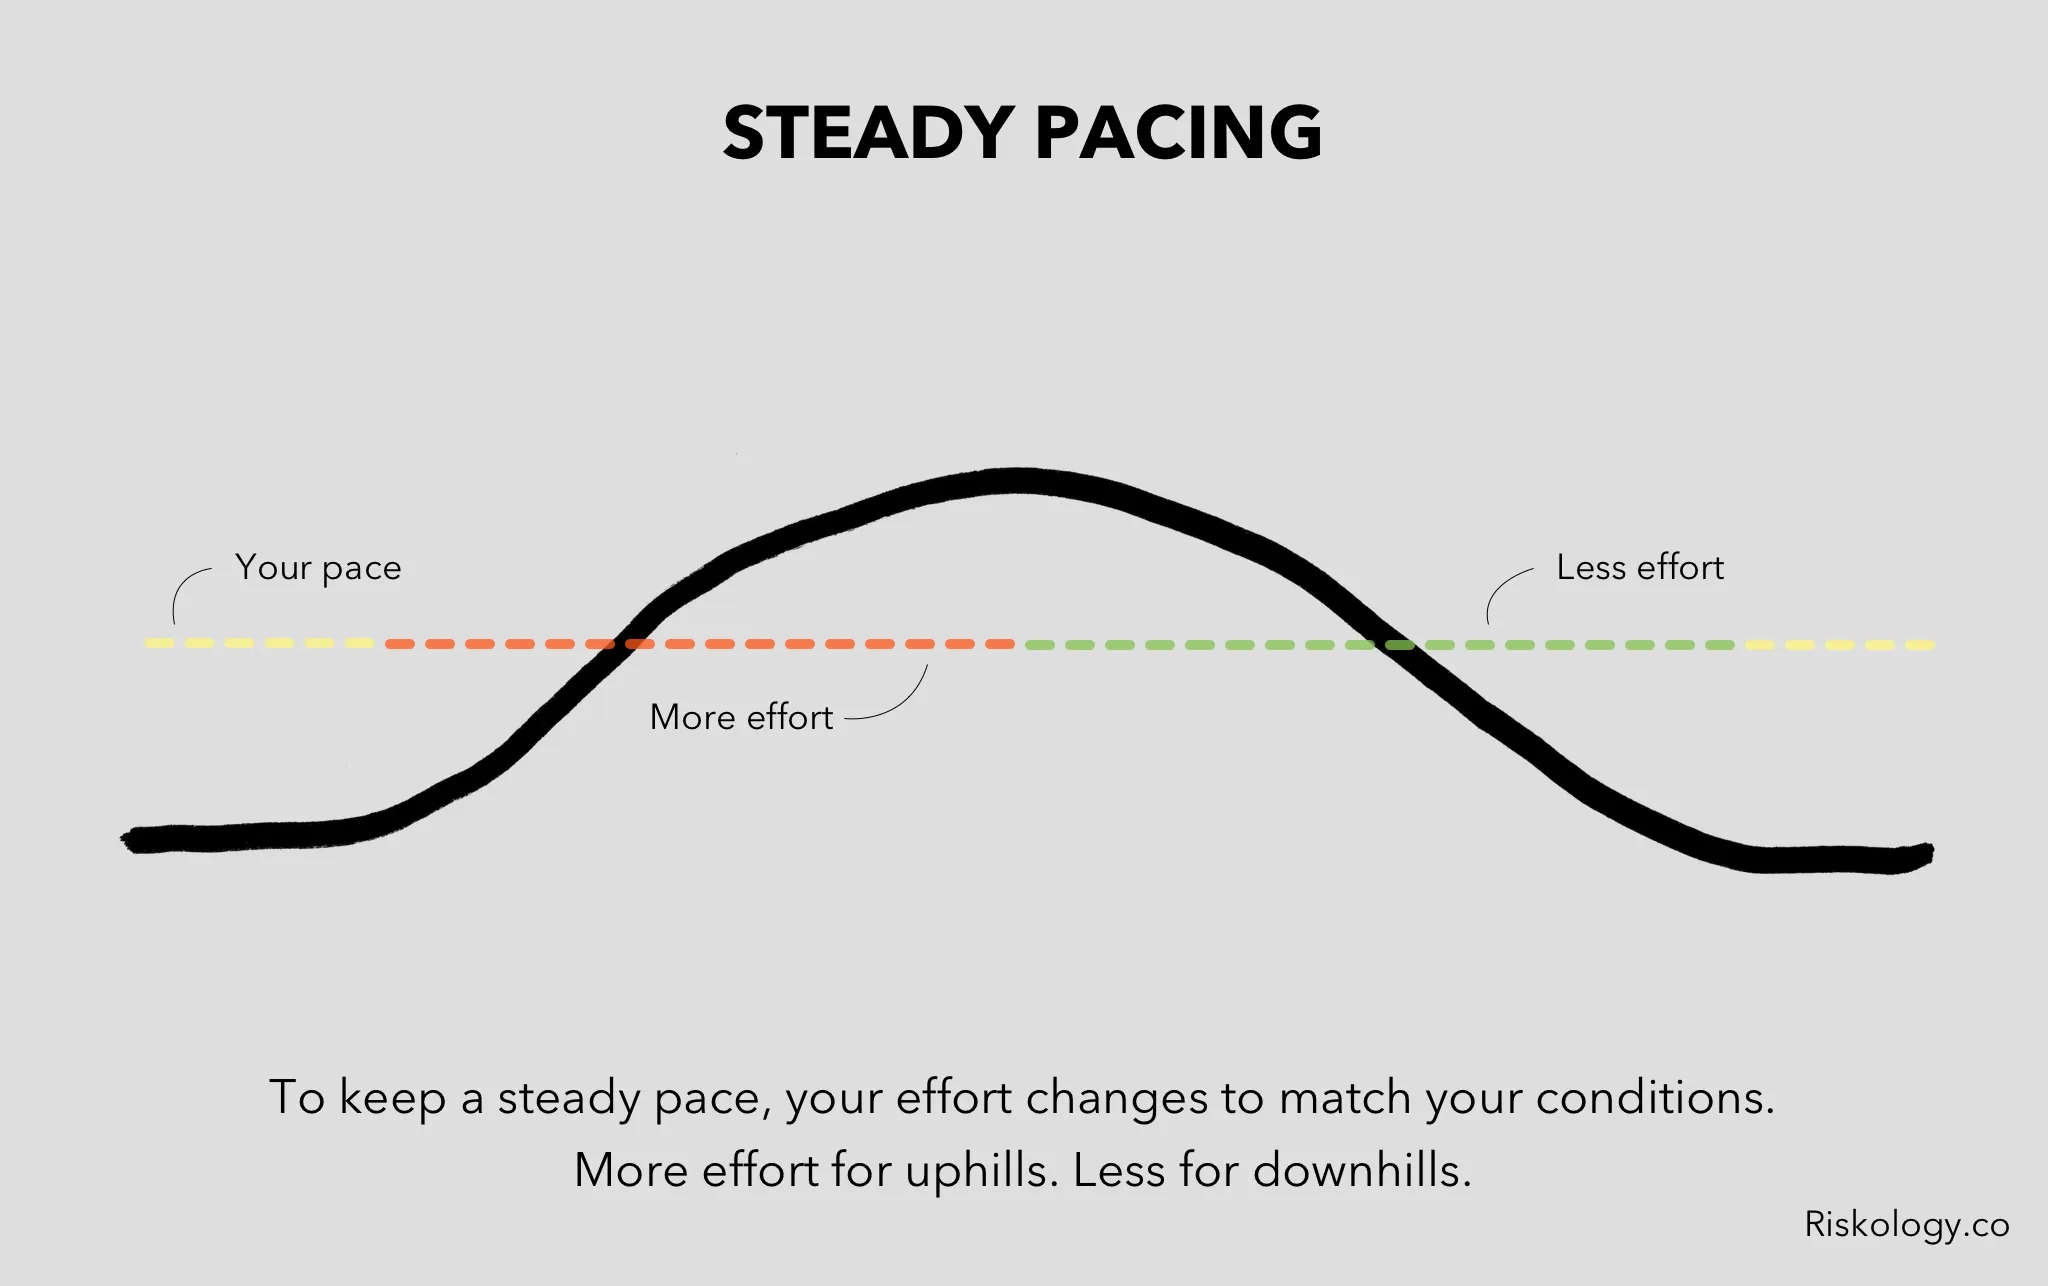 STEADY PACING
Your pace
Less effort
More effort
To keep a steady pace, your effort changes to match your conditions.
More effort for uphills. Less for downhills.
Riskology.co